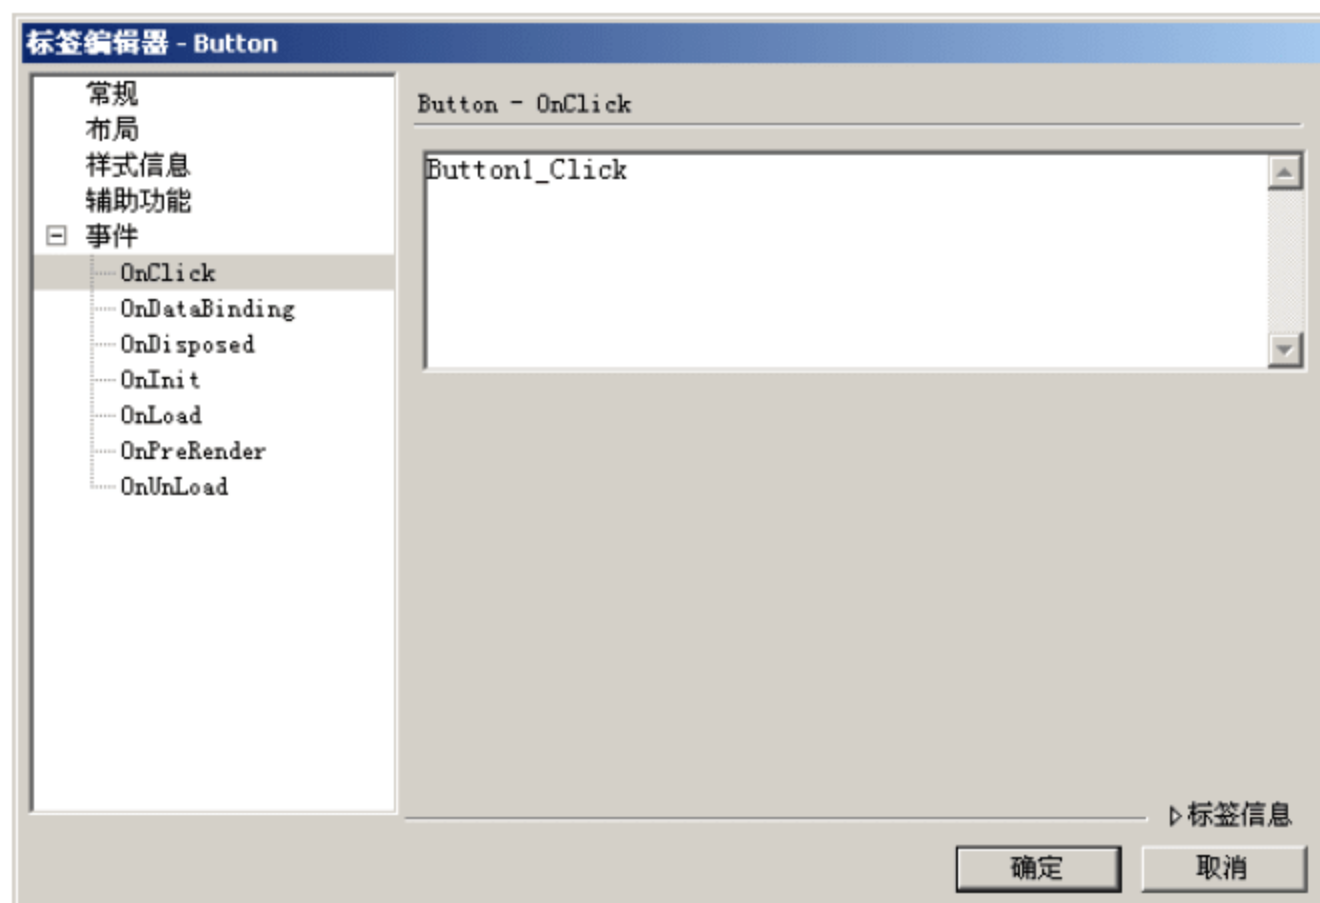 标签编辑器 - Button
常规
布局
样式信息
辅助功能
事件
OnClick
OnDataBinding
OnDisposed
OnInit
OnLoad
OnPreRender
OnUnLoad
Button - OnClick
Button1_Click
标签信息
确定
取消